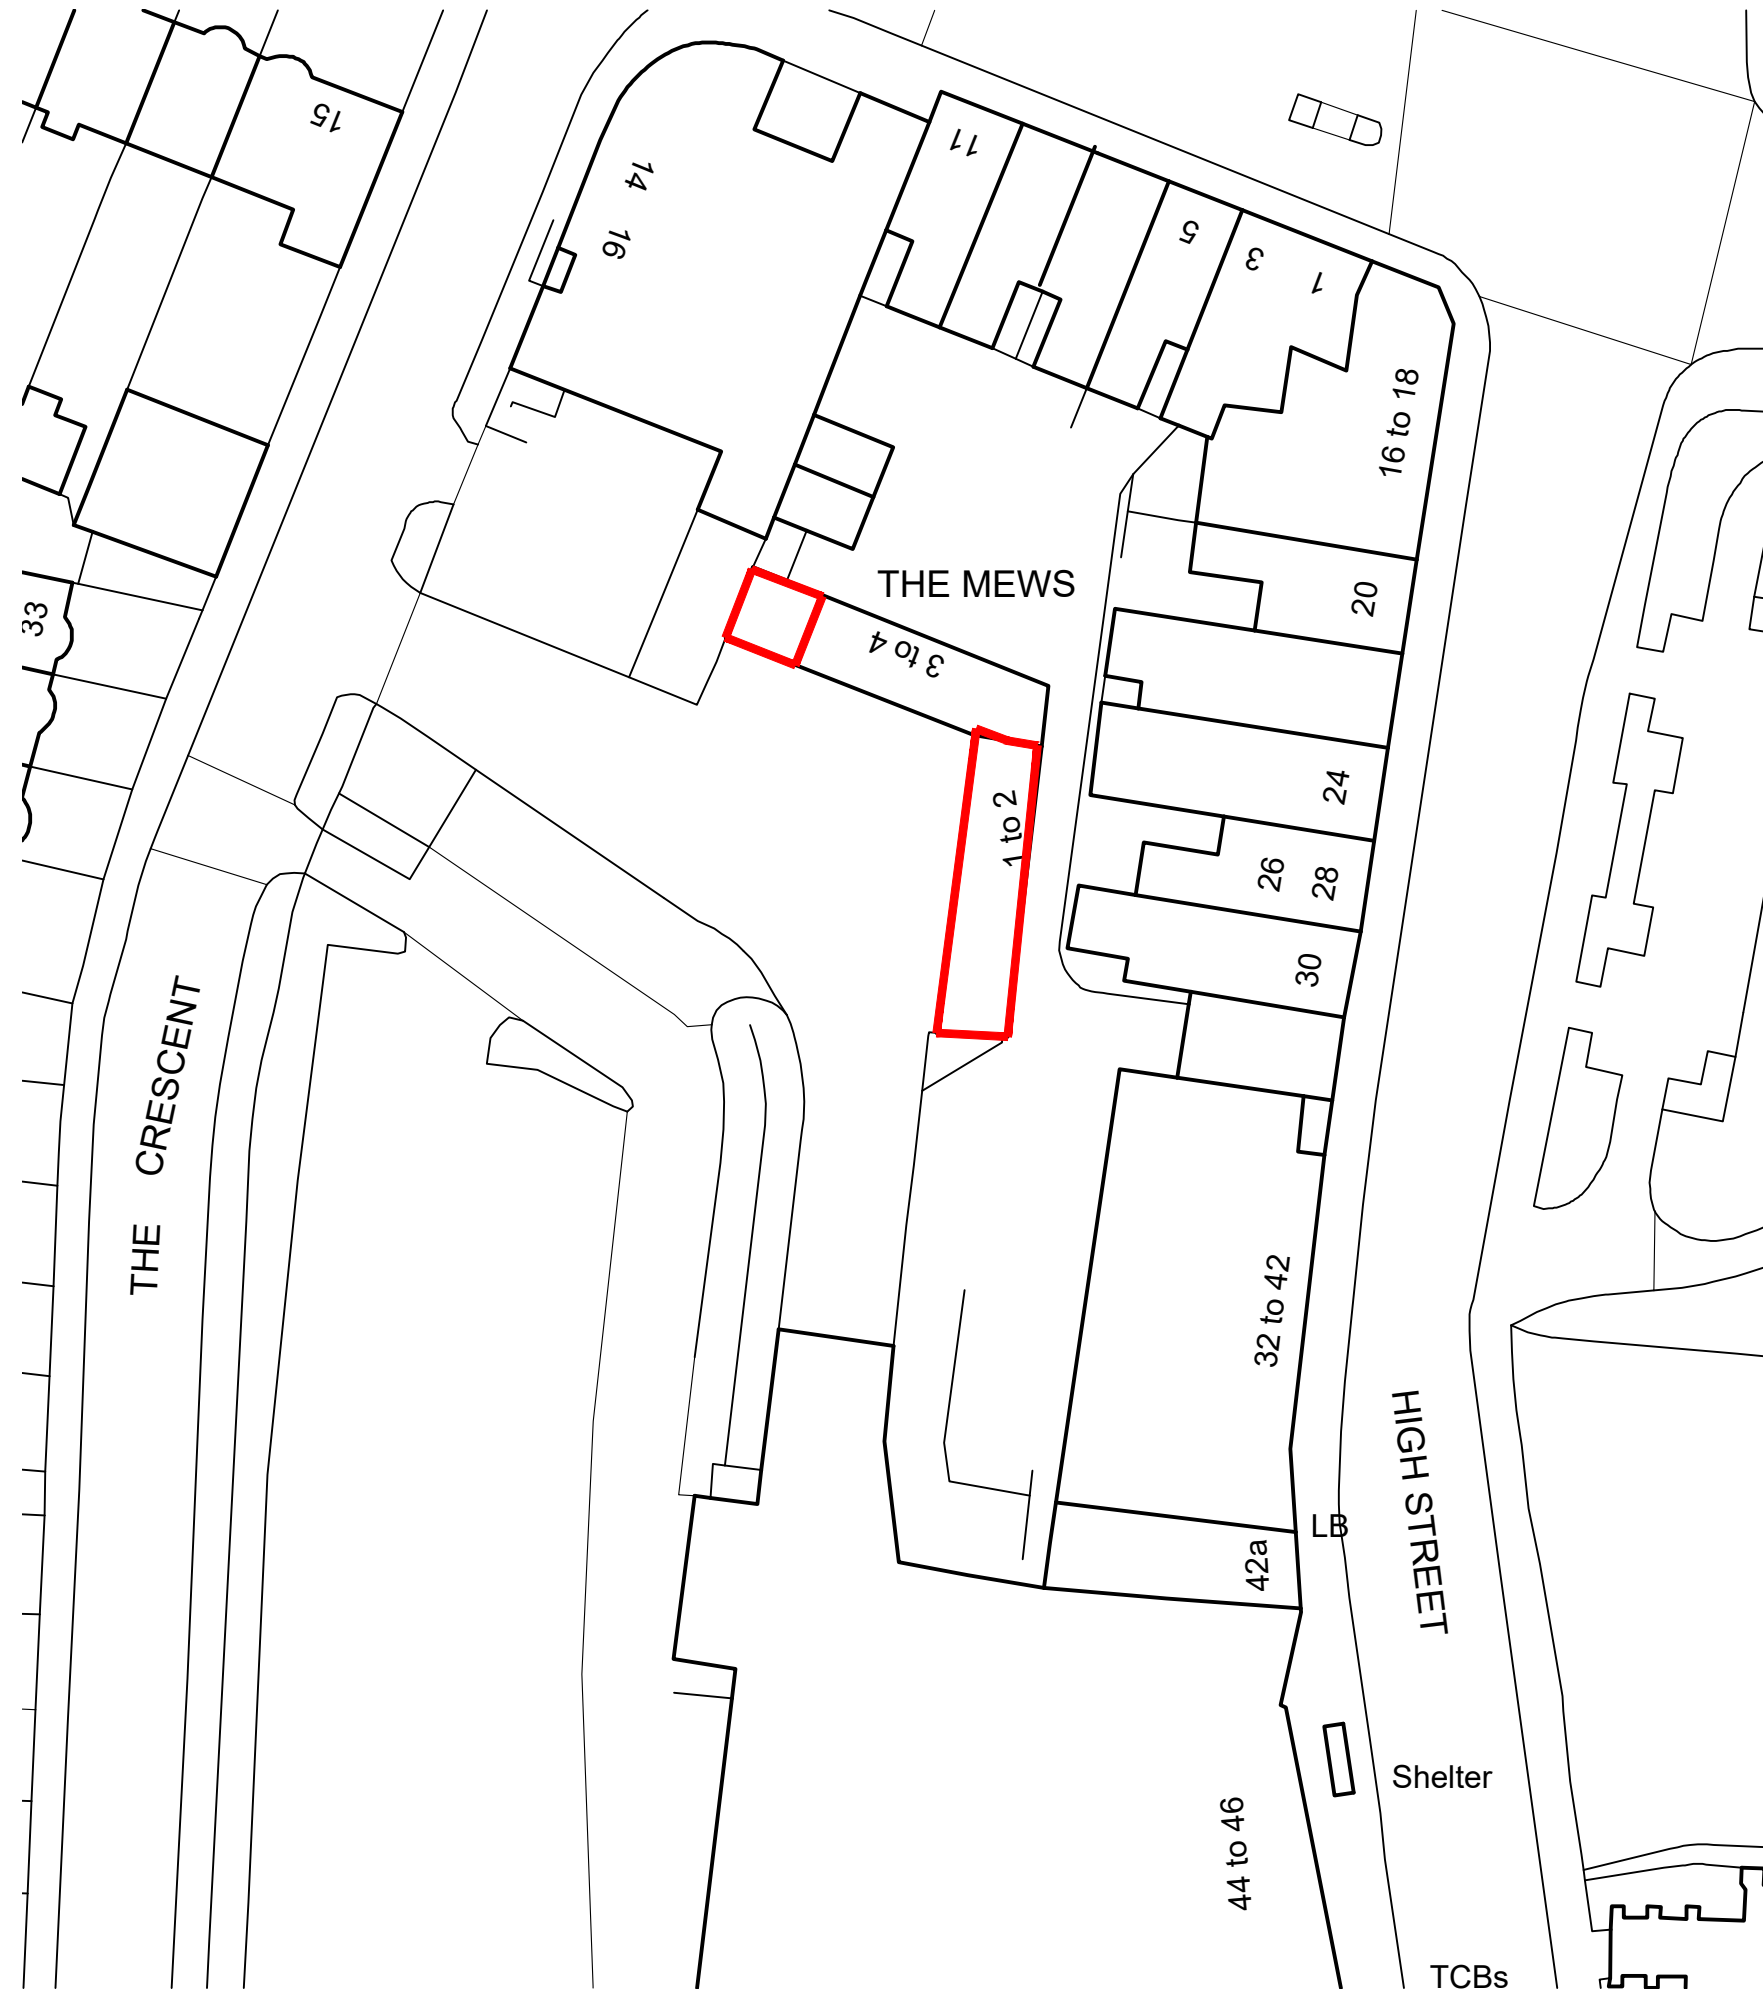 15
14
16
11
5
3
1
16 to 18
20
THE MEWS
33
3 to 4
24
1 to 2
26
28
30
THE CRESCENT
32 to 42
HIGH STREET
LB
42a
Shelter
44 to 46
TCBs